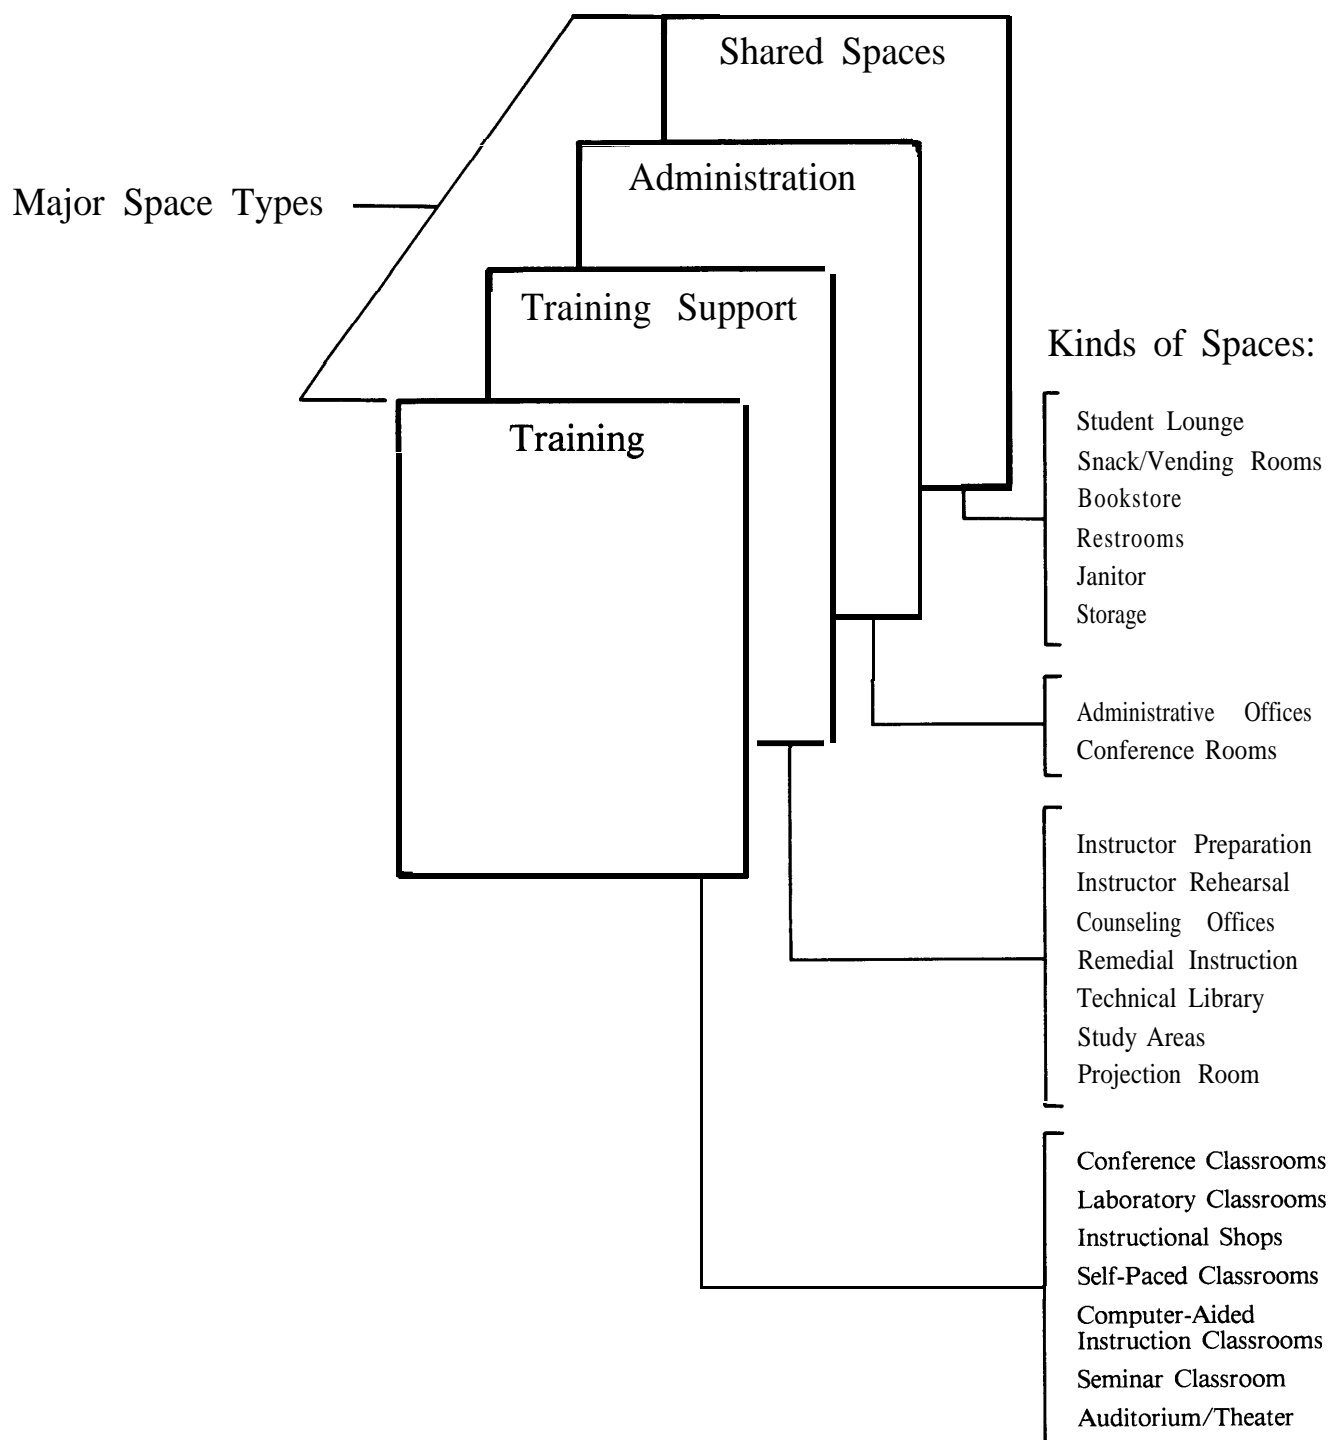 Shared Spaces
Administration
Major Space Types
Training Support
Training
Kinds of Spaces:
Student Lounge
Snack/Vending Rooms
Bookstore
Restrooms
Janitor
Storage
Administrative Offices
Conference Rooms
Instructor Preparation
Instructor Rehearsal
Counseling Offices
Remedial Instruction
Technical Library
Study Areas
Projection Room
Conference Classrooms
Laboratory Classrooms
Instructional Shops
Self-Paced Classrooms
Computer-Aided
Instruction Classrooms
Seminar Classroom
Auditorium/Theater